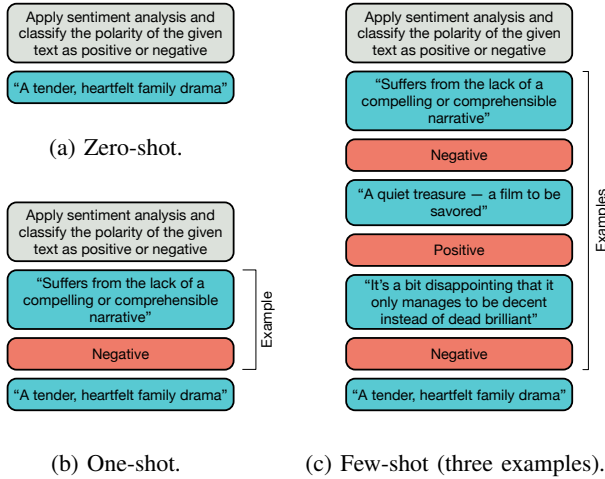 Apply sentiment analysis and
classify the polarity of the given
text as positive or negative
“A tender, heartfelt family drama”
(a) Zero-shot.
Apply sentiment analysis and
classify the polarity of the given
text as positive or negative
“Suffers from the lack of a
compelling or comprehensible
narrative”
Negative
Example
“A tender, heartfelt family drama”
(b) One-shot.
Apply sentiment analysis and
classify the polarity of the given
text as positive or negative
“Suffers from the lack of a
compelling or comprehensible
narrative”
Negative
“A quiet treasure — a film to be
savored”
Positive
“It’s a bit disappointing that it
only manages to be decent
instead of dead brilliant”
Negative
Examples
“A tender, heartfelt family drama”
(c) Few-shot (three examples).